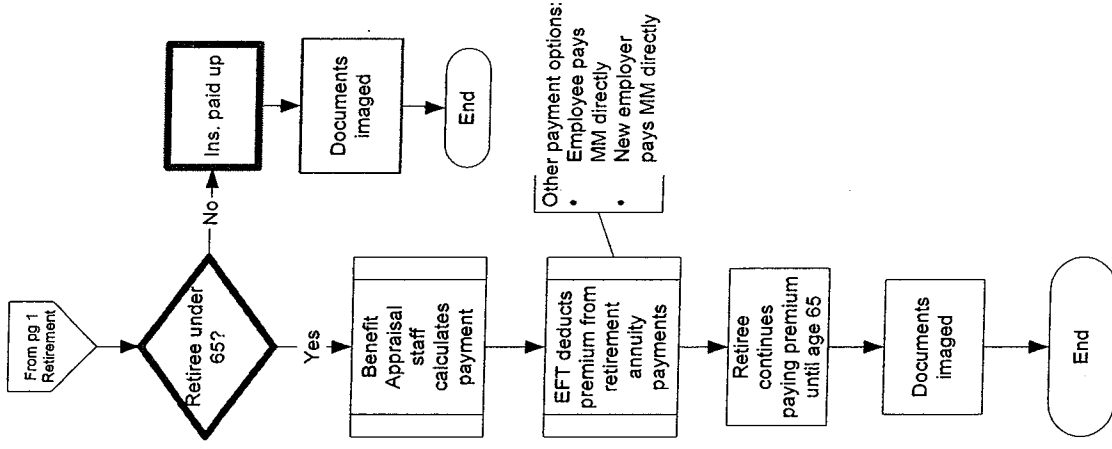 From pg 1
Retirement
Retiree under
65?
No
Ins. paid up
Documents
imaged
End
Yes
Benefit
Appraisal
staff
calculates
payment
EFT deducts
premium from
retirement
annuity
payments
Other payment options:
• Employee pays
MM directly
• New employer
pays MM directly
Retiree
continues
paying premium
until age 65
Documents
imaged
End